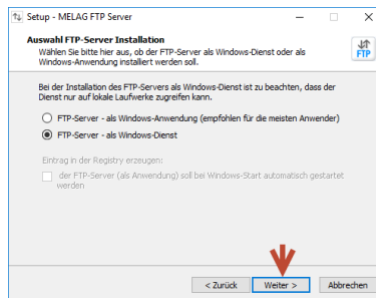 Setup - MELAG FTP Server
Auswahl FTP-Server Installation
Wählen Sie bitte hier aus, ob der FTP-Server als Windows-Dienst oder als
Windows-Anwendung installiert werden soll.
FTP
Bei der Installation des FTP-Servers als Windows-Dienst ist zu beachten, dass der
Dienst nur auf lokale Laufwerke zugreifen kann.
FTP-Server - als Windows-Anwendung (empfohlen für die meisten Anwender)
FTP-Server - als Windows-Dienst
Eintrag in der Registry erzeugen:
der FTP-Server (als Anwendung) soll bei Windows-Start automatisch gestartet
werden
< Zurück Weiter > Abbrechen